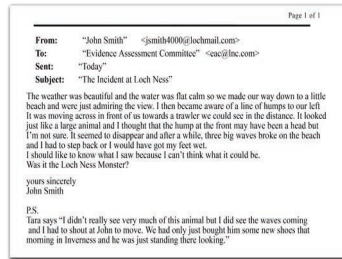 Page 1 of 1
From: "John Smith" <jsmith4000@lochmail.com>
To: "Evidence Assessment Committee" <eac@lnc.com>
Sent: "Today"
Subject: "The Incident at Loch Ness"
The weather was beautiful and the water was flat calm so we made our way down to a little
beach and were just admiring the view. I then became aware of a line of humps to our left
It was moving across in front of us towards a trawler we could see in the distance. It looked
just like a large animal and I thought that the hump at the front may have been a head but
I'm not sure. It seemed to disappear and after a while, three big waves broke on the beach
and I had to step back or I would have got my feet wet.
I should like to know what I saw because I can't think what it could be.
Was it the Loch Ness Monster?
yours sincerely
John Smith
P.S.
Tara says "I didn't really see very much of this animal but I did see the waves coming
and I had to shout at John to move. We had only just bought him some new shoes that
morning in Inverness and he was just standing there looking."